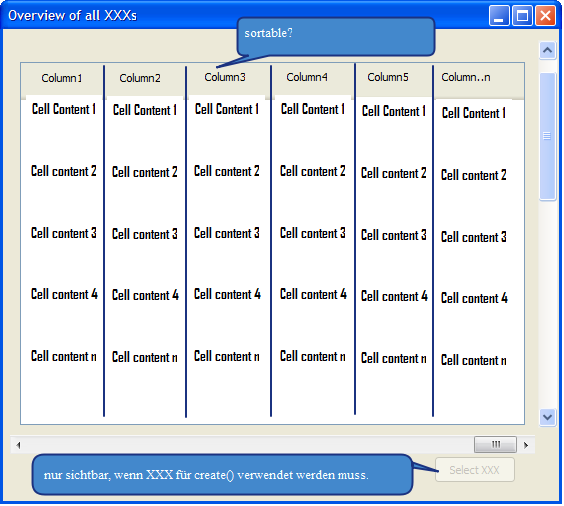 Overview of all XXXs
sortable?
Column1 Column2 Column3 Column4 Column5 Column..n
Cell Content 1 Cell Content 1 Cell Content 1 Cell Content 1 Cell Content 1 Cell Content 1
Cell content 2 Cell content 2 Cell content 2 Cell content 2 Cell content 2 Cell content 2
Cell content 3 Cell content 3 Cell content 3 Cell content 3 Cell content 3 Cell content 3
Cell content 4 Cell content 4 Cell content 4 Cell content 4 Cell content 4 Cell content 4
Cell content n Cell content n Cell content n Cell content n Cell content n Cell content n
nur sichtbar, wenn XXX für create() verwendet werden muss.
Select XXX